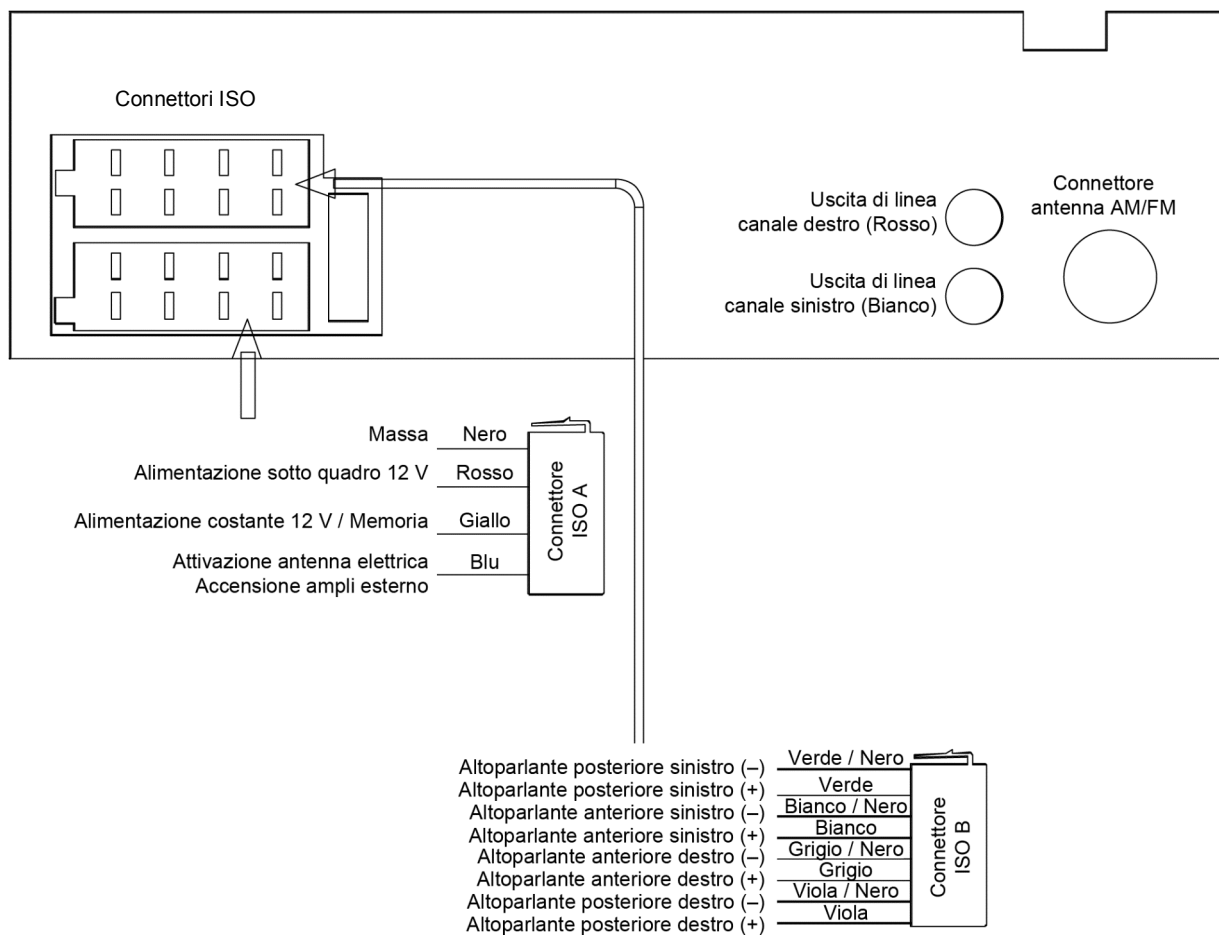 Connettori ISO
Uscita di linea
canale destro (Rosso)
Connettore
antenna AM/FM
Uscita di linea
canale sinistro (Bianco)
Massa Nero
Alimentazione sotto quadro 12 V Rosso
Alimentazione costante 12 V / Memoria Giallo
Attivazione antenna elettrica Blu
Accensione ampli esterno
Connettore
ISO A
Altoparlante posteriore sinistro (–) Verde / Nero
Altoparlante posteriore sinistro (+) Verde
Altoparlante anteriore sinistro (–) Bianco / Nero
Altoparlante anteriore sinistro (+) Bianco
Altoparlante anteriore destro (–) Grigio / Nero
Altoparlante anteriore destro (+) Grigio
Altoparlante posteriore destro (–) Viola / Nero
Altoparlante posteriore destro (+) Viola
Connettore
ISO B